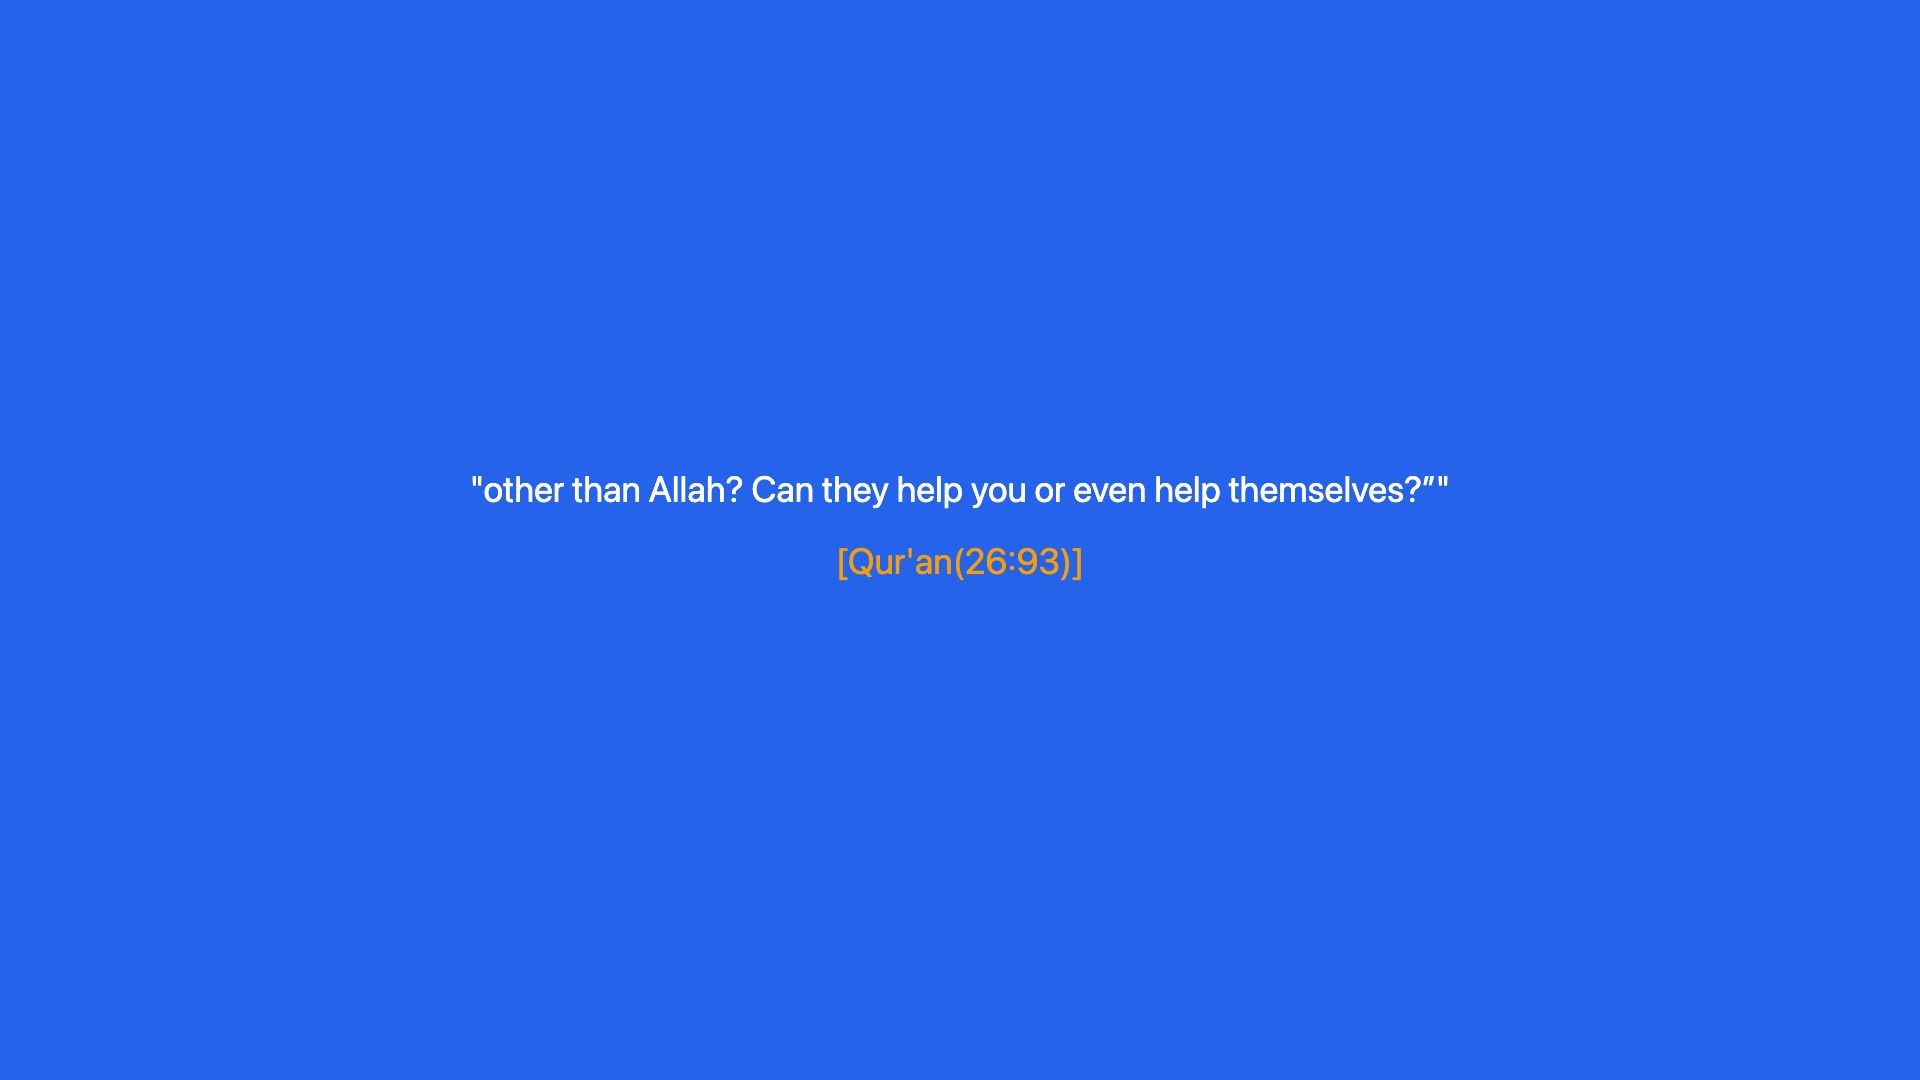 "other than Allah? Can they help you or even help themselves?”"
[Qur'an(26:93)]